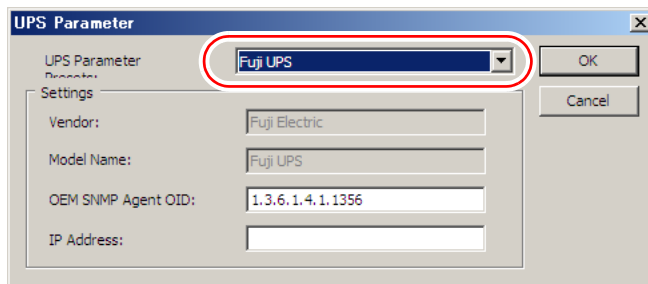 UPS Parameter
UPS Parameter Fuji UPS OK
Presets:
Settings
Cancel
Vendor: Fuji Electric
Model Name: Fuji UPS
OEM SNMP Agent OID: 1.3.6.1.4.1.1356
IP Address: